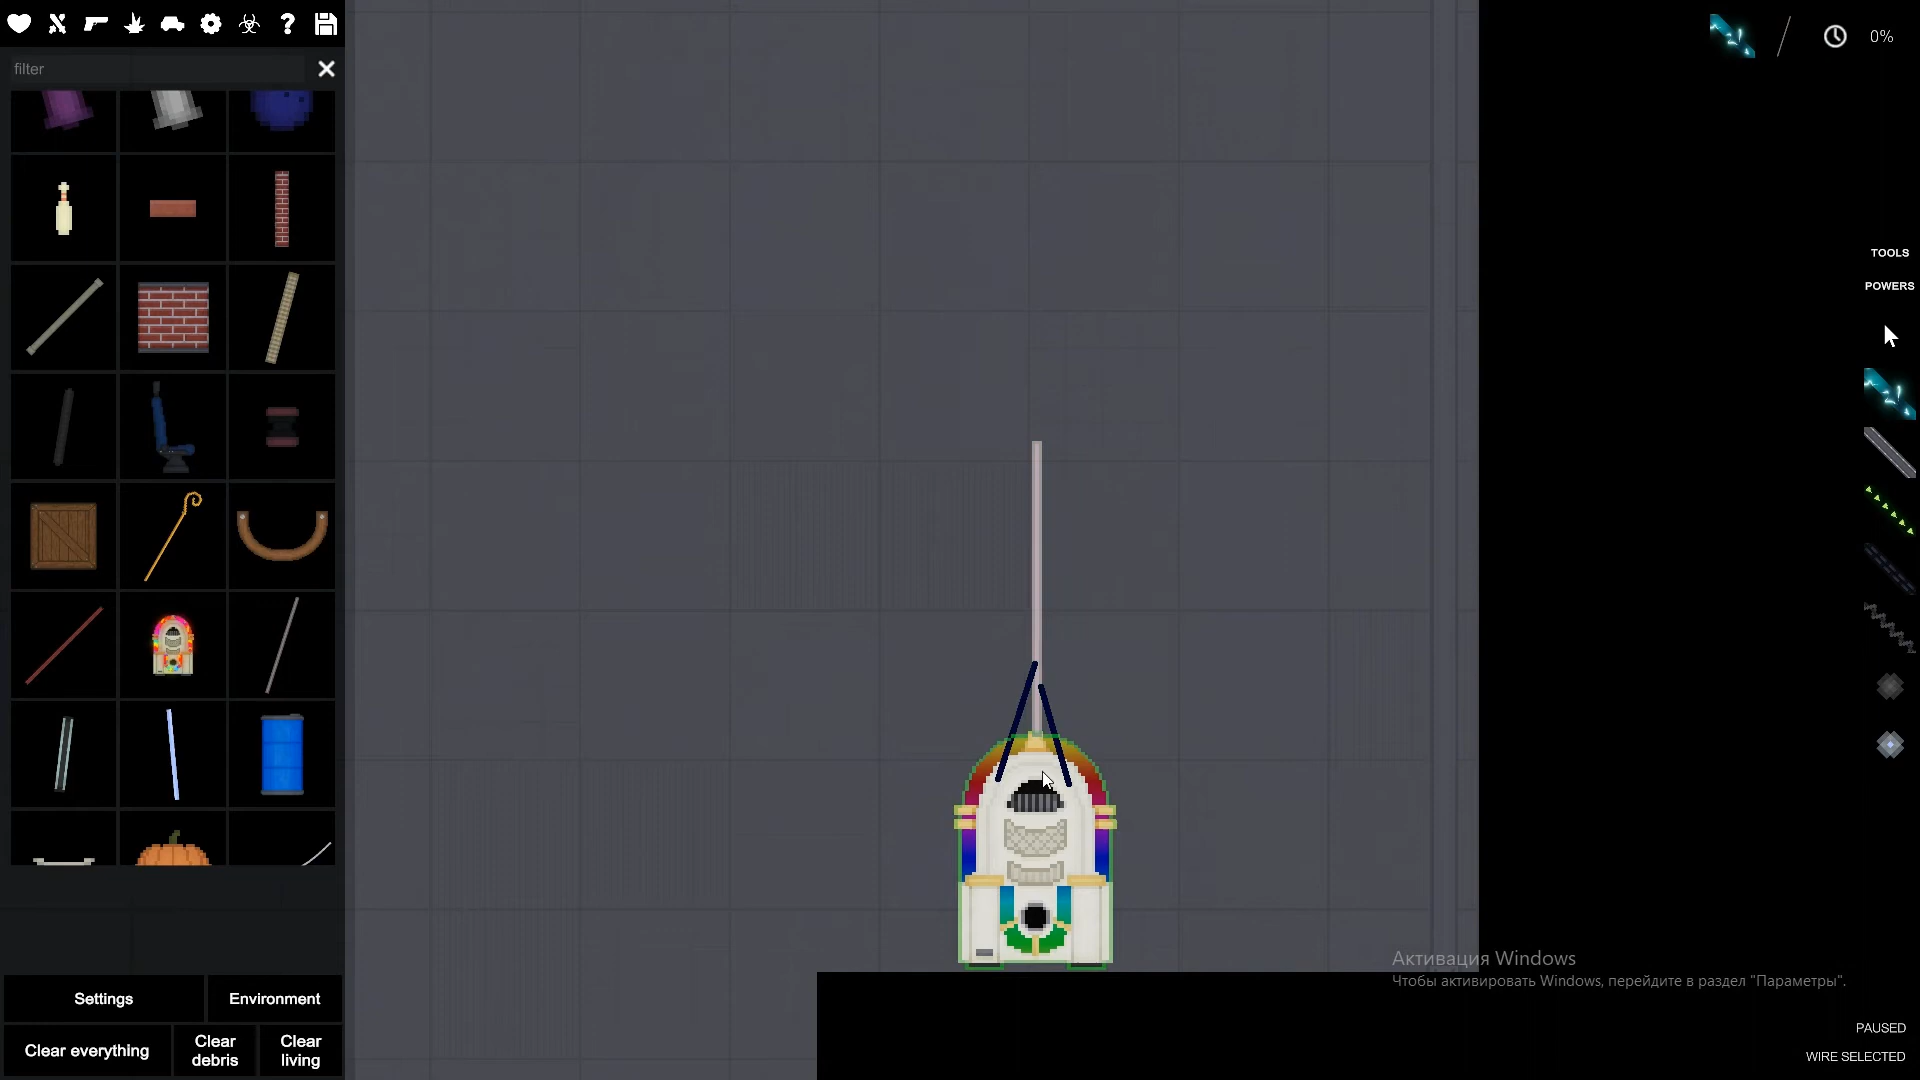 ?
filter
0%
TOOLS
POWERS
Активация Windows
Чтобы активировать Windows, перейдите в раздел "Параметры".
Settings
Environment
Clear everything
Clear debris
Clear living
PAUSED
WIRE SELECTED